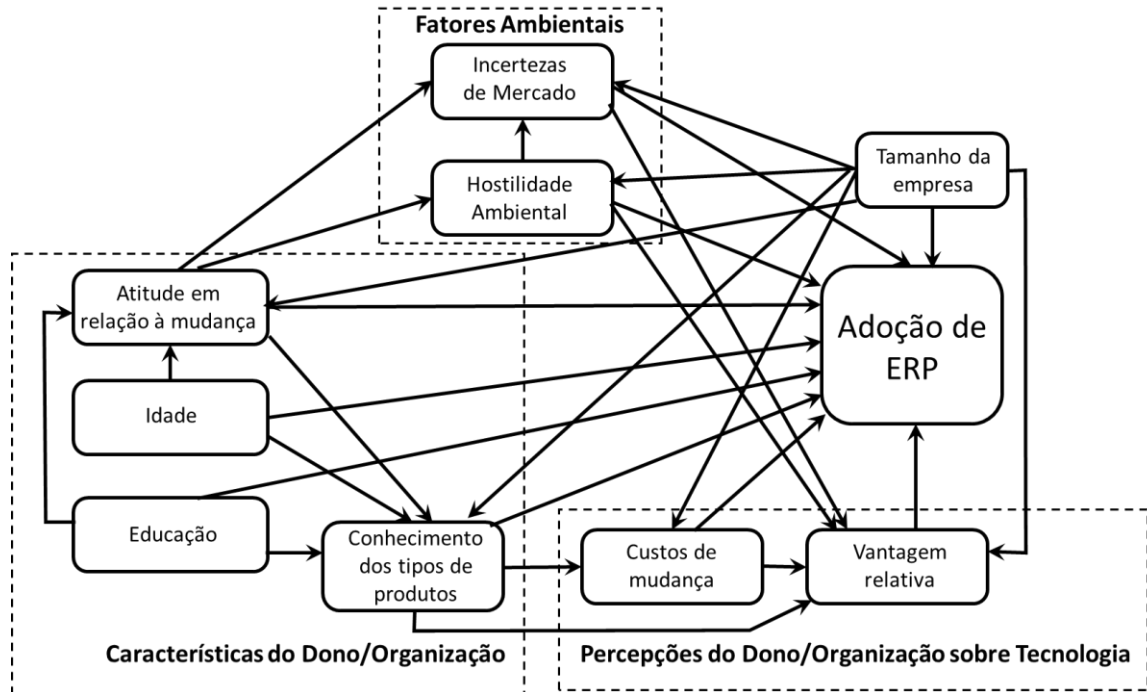 Fatores Ambientais
Incertezas
de Mercado
Hostilidade
Ambiental
Tamanho da
empresa
Atitude em
relação à mudança
Adoção de
ERP
Idade
Educação
Conhecimento
dos tipos de
produtos
Custos de
mudança
Vantagem
relativa
Características do Dono/Organização
Percepções do Dono/Organização sobre Tecnologia